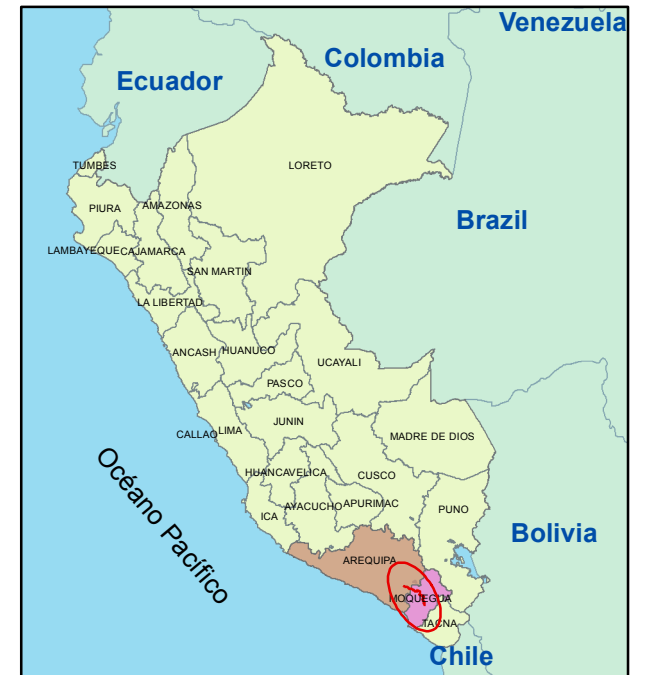 Venezuela
Colombia
Ecuador
TUMBES
LORETO
PIURA
AMAZONAS
Brazil
LAMBAYEQUE
CAJAMARCA
SAN MARTIN
LA LIBERTAD
ANCASH
HUANUCO
UCAYALI
PASCO
JUNIN
CALLAO
LIMA
MADRE DE DIOS
Océano Pacífico
HUANCAVELICA
CUSCO
ICA
AYACUCHO
APURIMAC
PUNO
Bolivia
AREQUIPA
MOQUEGUA
TACNA
Chile